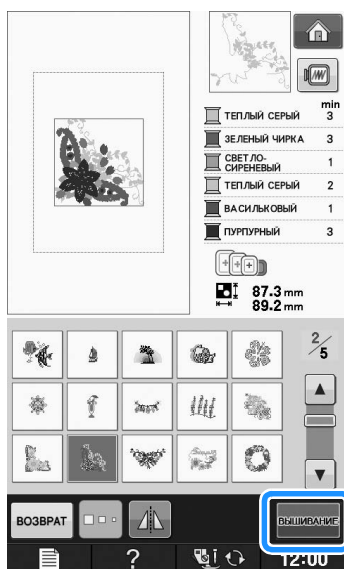 min
ТЕПЛЫЙ СЕРЫЙ 3
ЗЕЛЕНЫЙ ЧИРКА 3
СВЕТЛО-
СИРЕНЕВЫЙ 1
ТЕПЛЫЙ СЕРЫЙ 2
ВАСИЛЬКОВЫЙ 1
ПУРПУРНЫЙ 3
87.3 mm
89.2 mm
2/5
ВОЗВРАТ
ВЫШИВАНИЕ
?
12:00